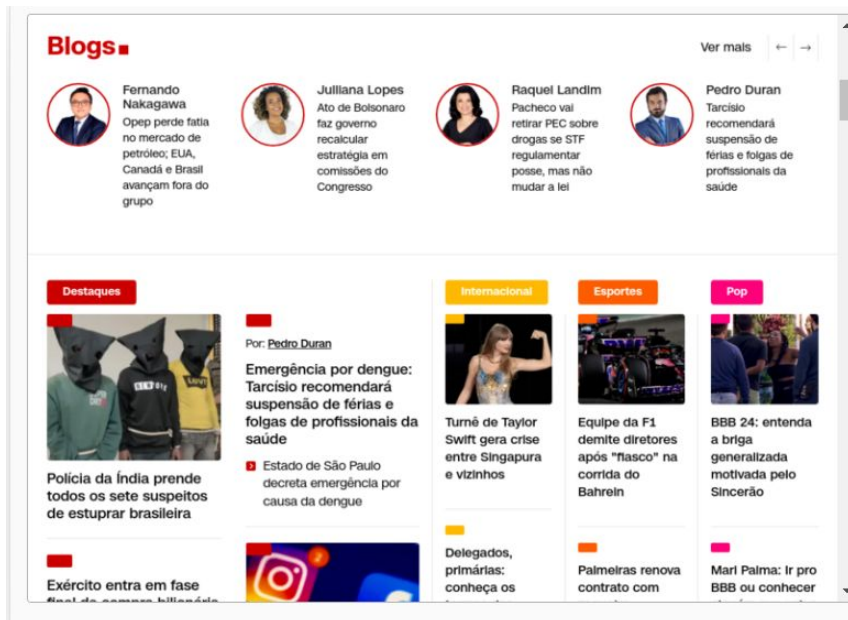 Blogs
Ver mais ← →
Fernando
Nakagawa
Opep perde fatia
no mercado de
petróleo; EUA,
Canadá e Brasil
avançam fora do
grupo
Julliana Lopes
Ato de Bolsonaro
faz governo
recalcular
estratégia em
comissões do
Congresso
Raquel Landim
Pacheco vai
retirar PEC sobre
drogas se STF
regulamentar
posse, mas não
mudar a lei
Pedro Duran
Tarcísio
recomendará
suspensão de
férias e folgas de
profissionais da
saúde
Destaques
Polícia da Índia prende
todos os sete suspeitos
de estuprar brasileira
Exército entra em fase
final de compra bilionária
Por: Pedro Duran
Emergência por dengue:
Tarcísio recomendará
suspensão de férias e
folgas de profissionais da
saúde
Estado de São Paulo
decreta emergência por
causa da dengue
2
Internacional
Turnê de Taylor
Swift gera crise
entre Singapura
e vizinhos
Delegados,
primárias:
conheça os
Esportes
Equipe da F1
demite diretores
após "fiasco" na
corrida do
Bahrein
Palmeiras renova
contrato com
Pop
BBB 24: entenda
a briga
generalizada
motivada pelo
Sincerão
Mari Palma: Ir pro
BBB ou conhecer